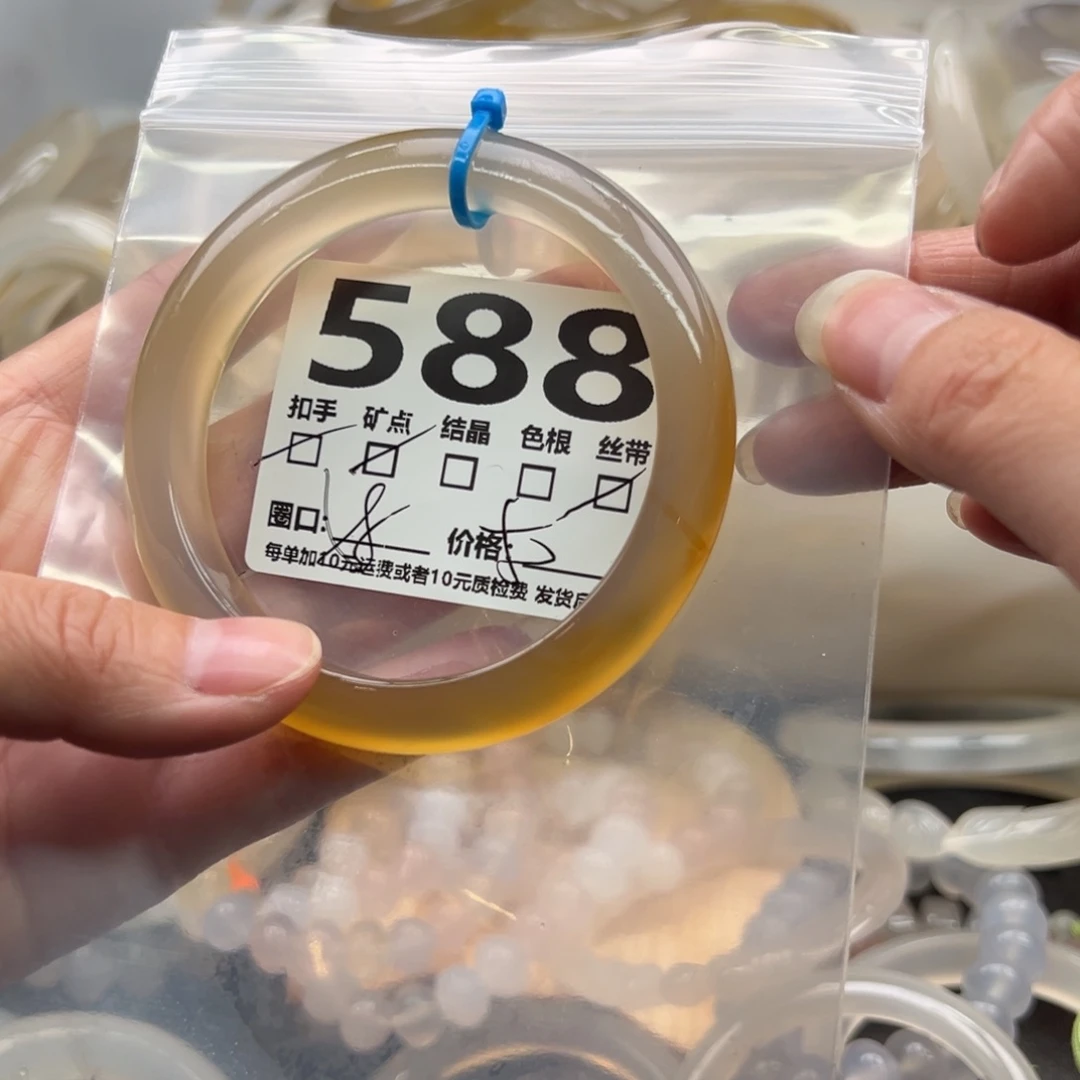 588
扣手 矿点 结晶 色根 丝带
圈口: 价格:
每单加10元运费或者10元质检费 发货后